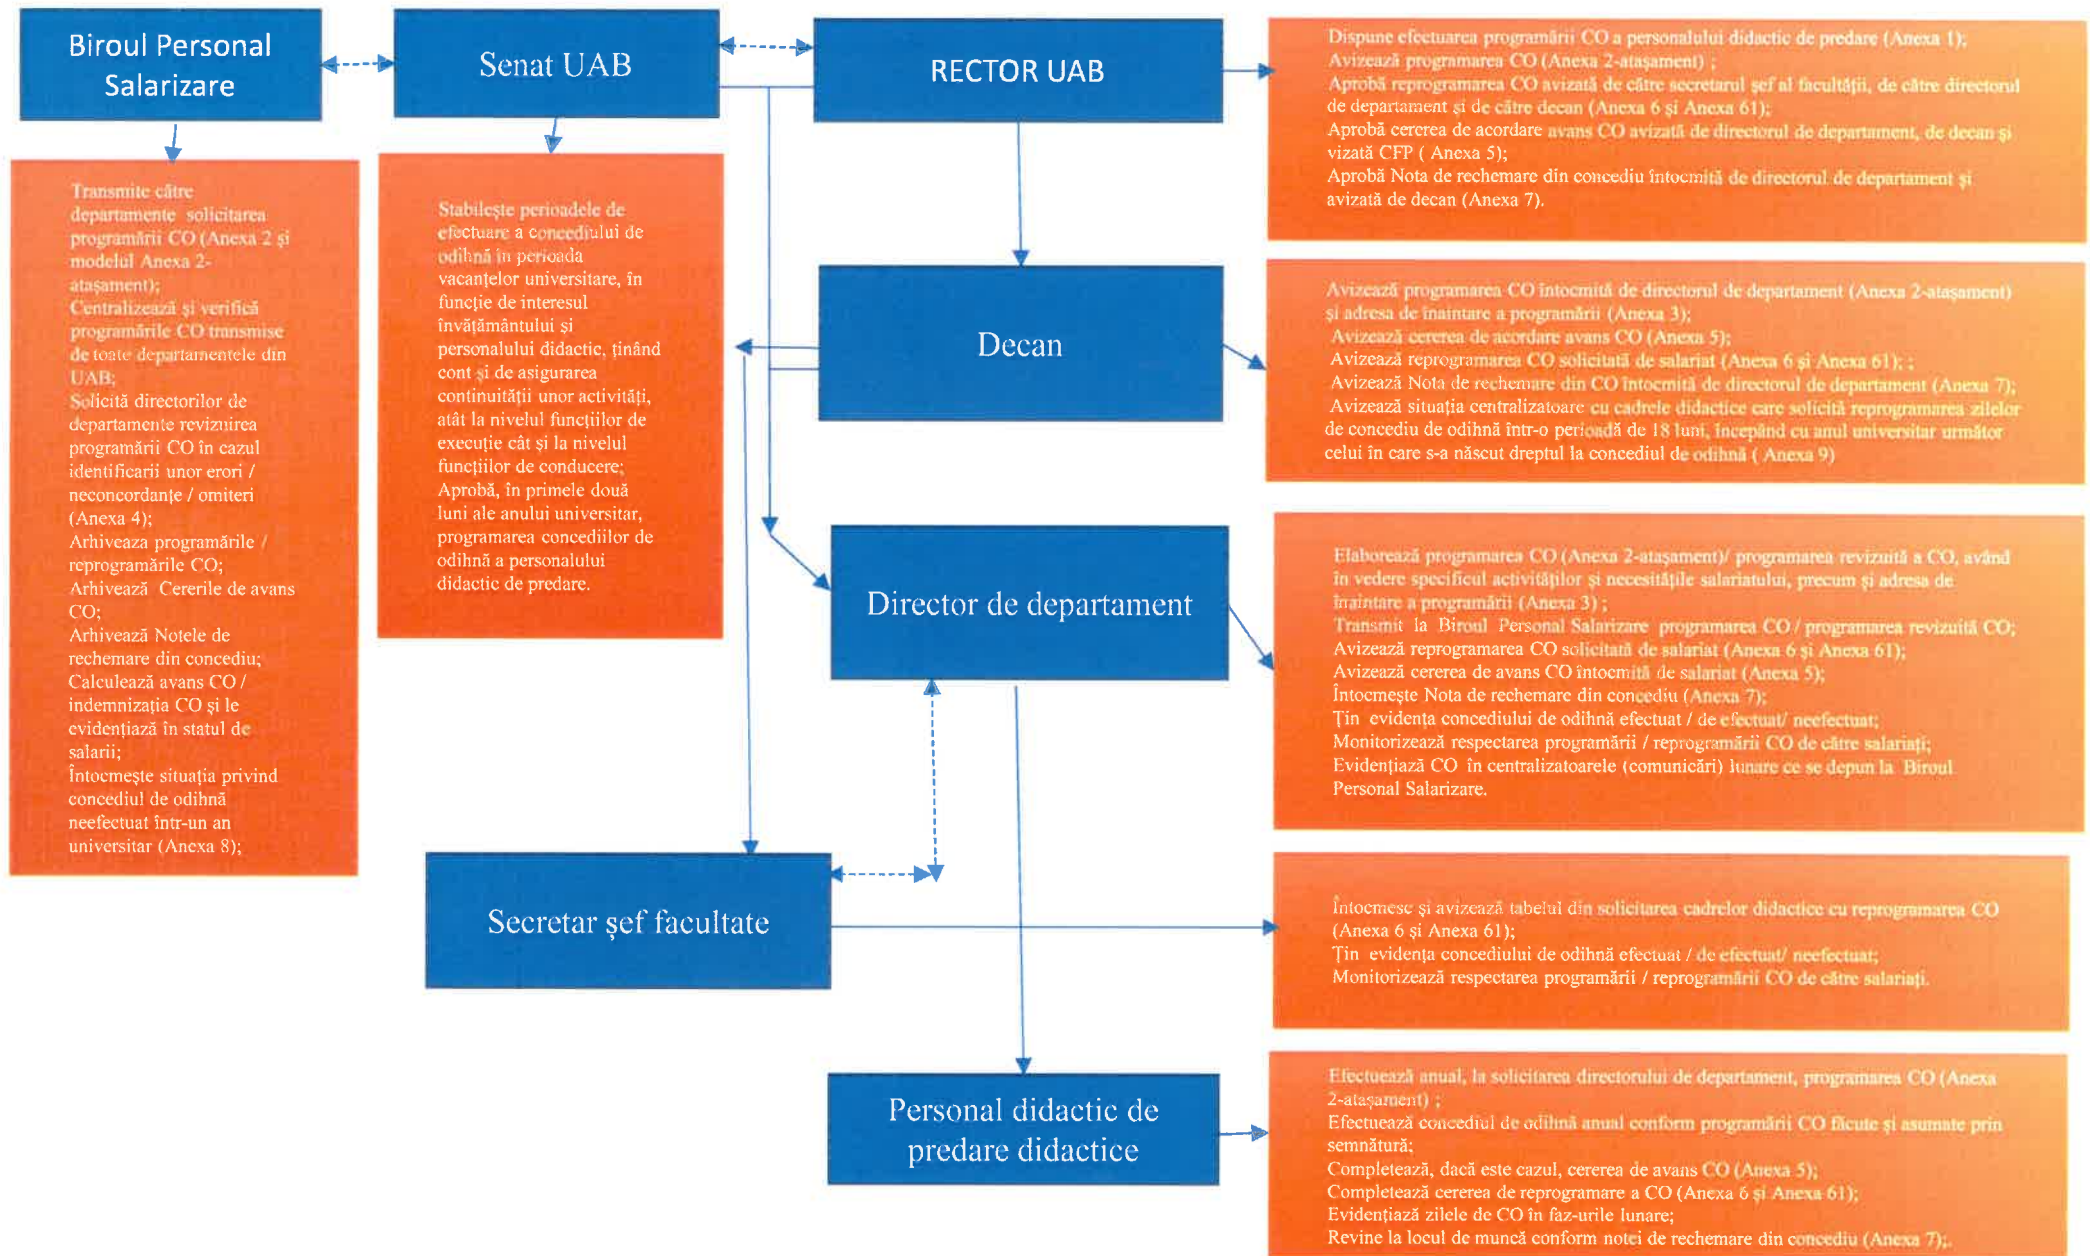 Biroul Personal
Salarizare
Senat UAB
RECTOR UAB
Dispune efectuarea programării CO a personalului didactic de predare (Anexa 1);
Avizează programarea CO (Anexa 2-atașament) ;
Aprobă reprogramarea CO avizată de către secretarul șef al facultății, de către directorul
de departament și de către decan (Anexa 6 și Anexa 61);
Aprobă cererea de acordare avans CO avizată de directorul de departament, de decan și
vizată CFP ( Anexa 5);
Aprobă Nota de rechemare din concediu întocmită de directorul de departament și
avizată de decan (Anexa 7).
Transmite către
departamente solicitarea
programării CO (Anexa 2 și
modelul Anexa 2-
atașament);
Centralizează și verifică
programările CO transmise
de toate departamentele din
UAB;
Solicită directorilor de
departamente revizuirea
programării CO în cazul
identificarii unor erori /
neconcordanțe / omiteri
(Anexa 4);
Arhiveaza programările /
reprogramările CO;
Arhivează Cererile de avans
CO;
Arhivează Notele de
rechemare din concediu;
Calculează avans CO /
indemnizația CO și le
evidențiază în statul de
salarii;
Întocmește situația privind
concediul de odihnă
neefectuat într-un an
universitar (Anexa 8);
Stabilește perioadele de
efectuare a concediului de
odihnă în perioada
vacanțelor universitare, în
funcție de interesul
învățământului și
personalului didactic, ținând
cont și de asigurarea
continuității unor activități,
atât la nivelul funcțiilor de
execuție cât și la nivelul
funcțiilor de conducere;
Aprobă, în primele două
luni ale anului universitar,
programarea concediilor de
odihnă a personalului
didactic de predare.
Decan
Avizează programarea CO întocmită de directorul de departament (Anexa 2-atașament)
și adresa de înaintare a programării (Anexa 3);
Avizează cererea de acordare avans CO (Anexa 5);
Avizează reprogramarea CO solicitată de salariat (Anexa 6 și Anexa 61); ;
Avizează Nota de rechemare din CO întocmită de directorul de departament (Anexa 7);
Avizează situația centralizatoare cu cadrele didactice care solicită reprogramarea zilelor
de concediu de odihnă într-o perioadă de 18 luni, începând cu anul universitar următor
celui în care s-a născut dreptul la concediul de odihnă ( Anexa 9)
Director de departament
Elaborează programarea CO (Anexa 2-atașament)/ programarea revizuită a CO, având
în vedere specificul activităților și necesitățile salariatului, precum și adresa de
înaintare a programării (Anexa 3) ;
Transmit la Biroul Personal Salarizare programarea CO / programarea revizuită CO;
Avizează reprogramarea CO solicitată de salariat (Anexa 6 și Anexa 61);
Avizează cererea de avans CO întocmită de salariat (Anexa 5);
Întocmește Nota de rechemare din concediu (Anexa 7);
Țin evidența concediului de odihnă efectuat / de efectuat/ neefectuat;
Monitorizează respectarea programării / reprogramării CO de către salariați;
Evidențiază CO în centralizatoarele (comunicări) lunare ce se depun la Biroul
Personal Salarizare.
Secretar șef facultate
Întocmesc și avizează tabelul din solicitarea cadrelor didactice cu reprogramarea CO
(Anexa 6 și Anexa 61);
Țin evidența concediului de odihnă efectuat / de efectuat/ neefectuat;
Monitorizează respectarea programării / reprogramării CO de către salariați.
Personal didactic de
predare didactice
Efectuează anual, la solicitarea directorului de departament, programarea CO (Anexa
2-atașament) ;
Efectuează concediul de odihnă anual conform programării CO făcute și asumate prin
semnătură;
Completează, dacă este cazul, cererea de avans CO (Anexa 5);
Completează cererea de reprogramare a CO (Anexa 6 și Anexa 61);
Evidențiază zilele de CO în faz-urile lunare;
Revine la locul de muncă conform notei de rechemare din concediu (Anexa 7);.